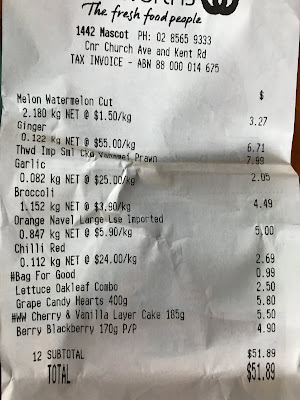 The fresh food people
1442 Mascot PH: 02 8565 9333
Cnr Church Ave and Kent Rd
TAX INVOICE - ABN 88 000 014 675
$
Melon Watermelon Cut
2.180 kg NET @ $1.50/kg 3.27
Ginger
0.122 kg NET @ $55.00/kg 6.71
Thwd Imp Sml Prawn 7.99
Garlic
0.082 kg NET @ $25.00/kg 2.05
Broccoli
1.152 kg NET @ $3.90/kg 4.49
Orange Navel Large Lse Imported
0.847 kg NET @ $5.90/kg 5.00
Chilli Red
0.112 kg NET @ $24.00/kg 2.69
#Bag For Good 0.99
Lettuce Oakleaf Combo 2.50
Grape Candy Hearts 400g 5.80
#WW Cherry & Vanilla Layer Cake 185g 5.50
Berry Blackberry 170g P/P 4.90
12 SUBTOTAL $51.89
TOTAL $51.89